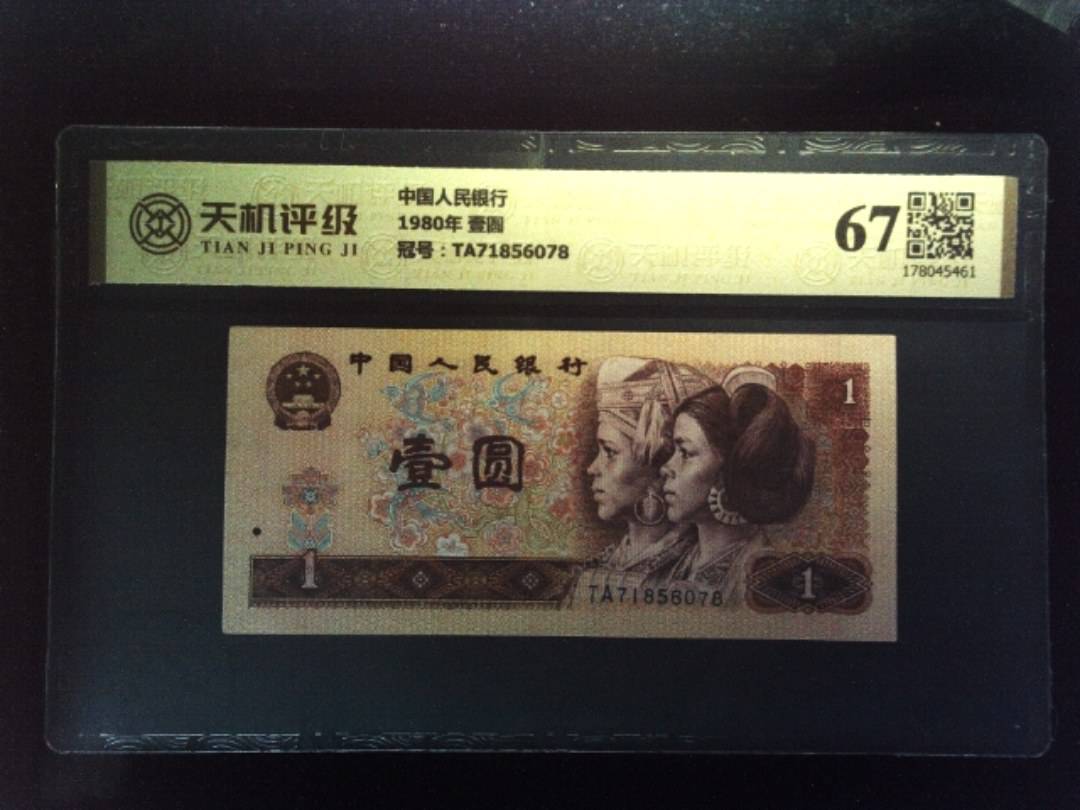 天机评级
TIAN JI PING JI
中国人民银行
1980年 壹圆
冠号：TA71856078
67
178045461
中国人民银行
1
壹圆
1
TA71856078
1